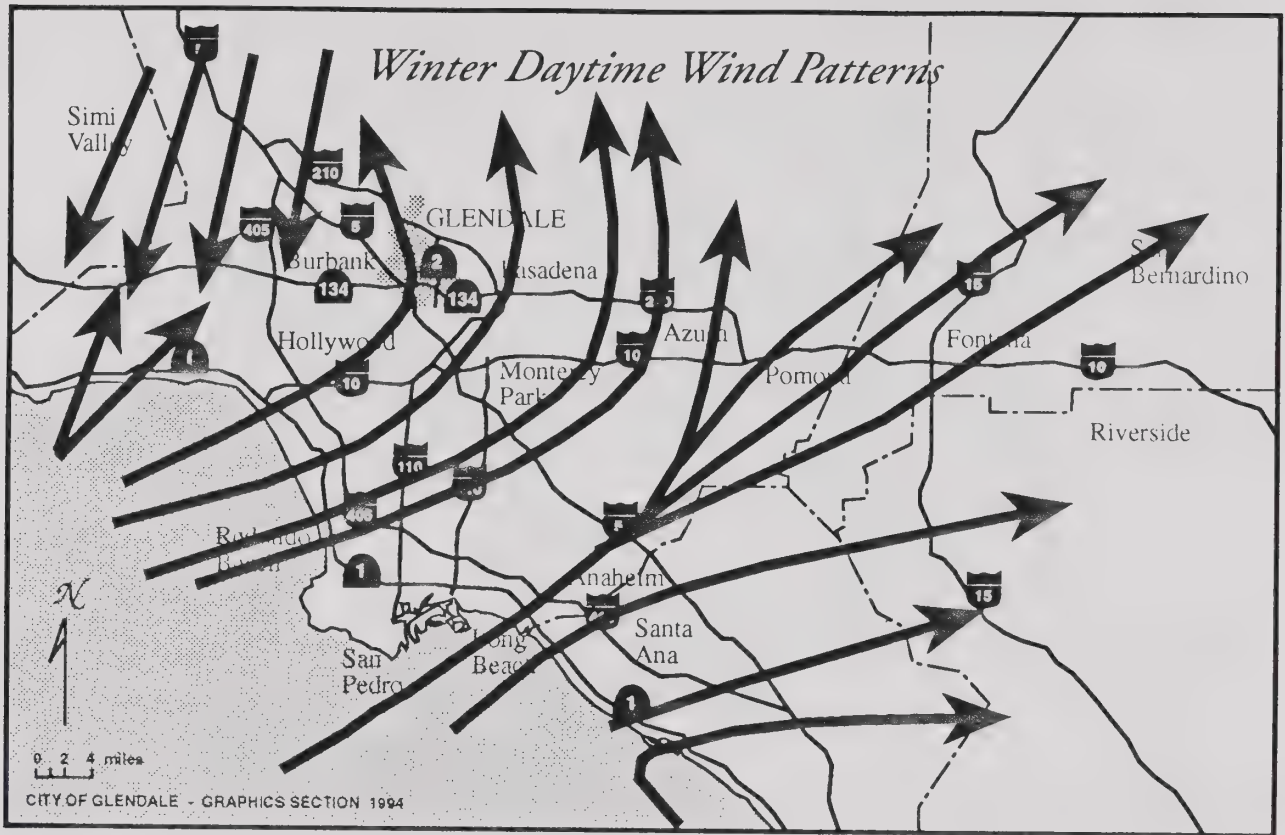 Winter Daytime Wind Patterns
5
Simi
Valley
210
405
5
GLENDALE
Burbank
2
Pasadena
134
134
15
San
Bernardino
Hollywood
Azusa
1
10
10
Monterey
Park
Pomona
Fontana
10
Riverside
110
405
5
Redondo
Beach
1
Anaheim
15
N
Santa
Ana
Long
Beach
San
Pedro
1
0 2 4 miles
CITY OF GLENDALE - GRAPHICS SECTION 1994